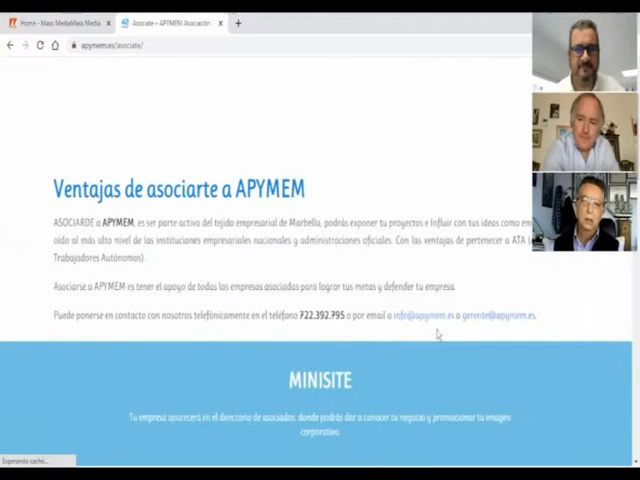 Home - Mass MediaMass Media
Asóciate – APYMEM Asociación
apymem.es/asociate/
Ventajas de asociarte a APYMEM
ASOCIARDE a APYMEM, es ser parte activa del tejido empresarial de Marbella, podrás exponer tu proyectos e Influir con tus ideas como em
oído al más alto nivel de las instituciones empresariales nacionales y administraciones oficiales. Con las ventajas de pertenecer a ATA (
Trabajadores Autónomos).
Asociarse a APYMEM es tener el apoyo de todas las empresas asociadas para lograr tus metas y defender tu empresa.
Puede ponerse en contacto con nosotros telefónicamente en el teléfono 722.392.795 o por email a info@apymem.es o gerente@apymem.es.
MINISITE
Tu empresa aparecerá en el directorio de asociados, donde podrás dar a conocer tu negocio y promocionar tu imagen
corporativa
Esperando caché...